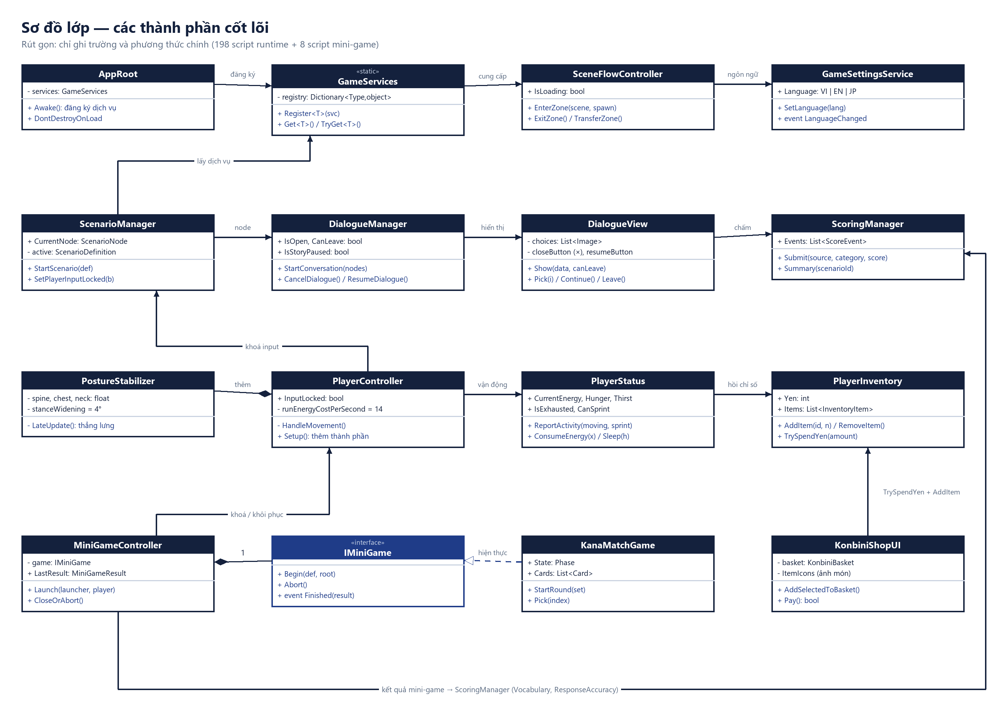 Sơ đồ lớp — các thành phần cốt lõi
Rút gọn: chỉ ghi trường và phương thức chính (198 script runtime + 8 script mini-game)
AppRoot
- services: GameServices
+ Awake(): đăng ký dịch vụ
+ DontDestroyOnLoad
đăng ký
«static»
GameServices
- registry: Dictionary<Type,object>
+ Register<T>(svc)
+ Get<T>() / TryGet<T>()
cung cấp
SceneFlowController
+ IsLoading: bool
+ EnterZone(scene, spawn)
+ ExitZone() / TransferZone()
ngôn ngữ
GameSettingsService
+ Language: VI | EN | JP
+ SetLanguage(lang)
+ event LanguageChanged
lấy dịch vụ
ScenarioManager
+ CurrentNode: ScenarioNode
- active: ScenarioDefinition
+ StartScenario(def)
+ SetPlayerInputLocked(b)
node
DialogueManager
+ IsOpen, CanLeave: bool
+ IsStoryPaused: bool
+ StartConversation(nodes)
+ CancelDialogue() / ResumeDialogue()
hiển thị
DialogueView
- choices: List<Image>
- closeButton (×), resumeButton
+ Show(data, canLeave)
+ Pick(i) / Continue() / Leave()
chấm
ScoringManager
+ Events: List<ScoreEvent>
+ Submit(source, category, score)
+ Summary(scenarioId)
khoá input
PostureStabilizer
- spine, chest, neck: float
- stanceWidening = 4°
- LateUpdate(): thẳng lưng
thêm
PlayerController
+ InputLocked: bool
- runEnergyCostPerSecond = 14
- HandleMovement()
+ Setup(): thêm thành phần
vận động
PlayerStatus
+ CurrentEnergy, Hunger, Thirst
+ IsExhausted, CanSprint
+ ReportActivity(moving, sprint)
+ ConsumeEnergy(x) / Sleep(h)
hồi chỉ số
PlayerInventory
+ Yen: int
+ Items: List<InventoryItem>
+ AddItem(id, n) / RemoveItem()
+ TrySpendYen(amount)
TrySpendYen + AddItem
khoá / khôi phục
MiniGameController
- game: IMiniGame
+ LastResult: MiniGameResult
+ Launch(launcher, player)
+ CloseOrAbort()
1
«interface»
IMiniGame
+ Begin(def, root)
+ Abort()
+ event Finished(result)
hiện thực
KanaMatchGame
+ State: Phase
+ Cards: List<Card>
+ StartRound(set)
+ Pick(index)
KonbiniShopUI
- basket: KonbiniBasket
- ItemIcons (ảnh món)
+ AddSelectedToBasket()
+ Pay(): bool
kết quả mini-game → ScoringManager (Vocabulary, ResponseAccuracy)